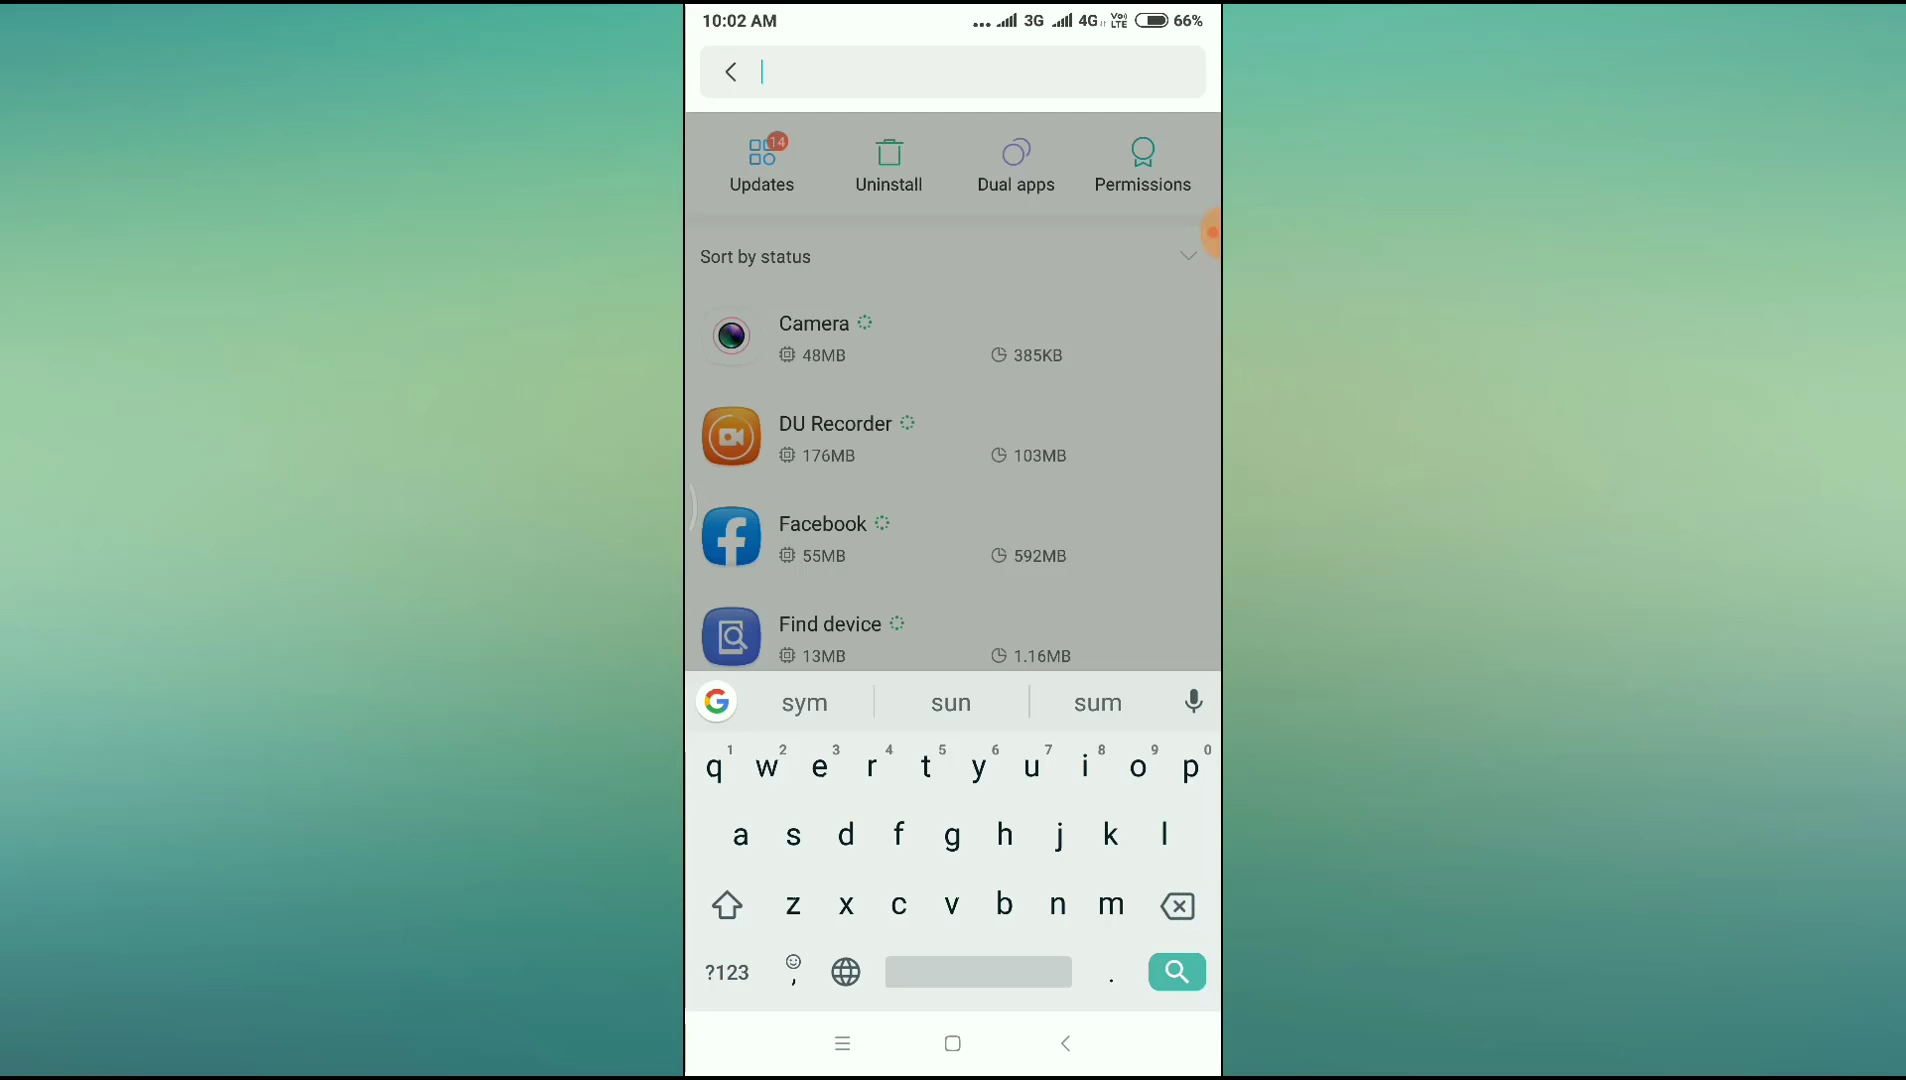 10:02 AM ... 3G 4G VoLTE 66%
14
Updates Uninstall Dual apps Permissions
Sort by status
Camera
48MB 385KB
DU Recorder
176MB 103MB
Facebook
55MB 592MB
Find device
13MB 1.16MB
G sym sun sum
1 2 3 4 5 6 7 8 9 0
q w e r t y u i o p
a s d f g h j k l
z x c v b n m
?123 , .